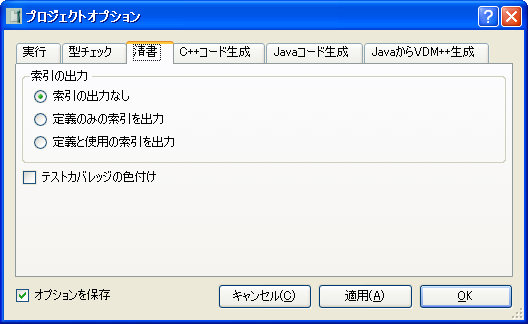 プロジェクトオプション
実行
型チェック
清書
C++コード生成
Javaコード生成
JavaからVDM++生成
索引の出力
索引の出力なし
定義のみの索引を出力
定義と使用の索引を出力
テストカバレッジの色付け
オプションを保存
キャンセル(C)
適用(A)
OK